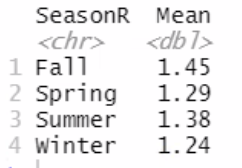 SeasonR Mean
<chr> <dbl>
1 Fall 1.45
2 Spring 1.29
3 Summer 1.38
4 Winter 1.24